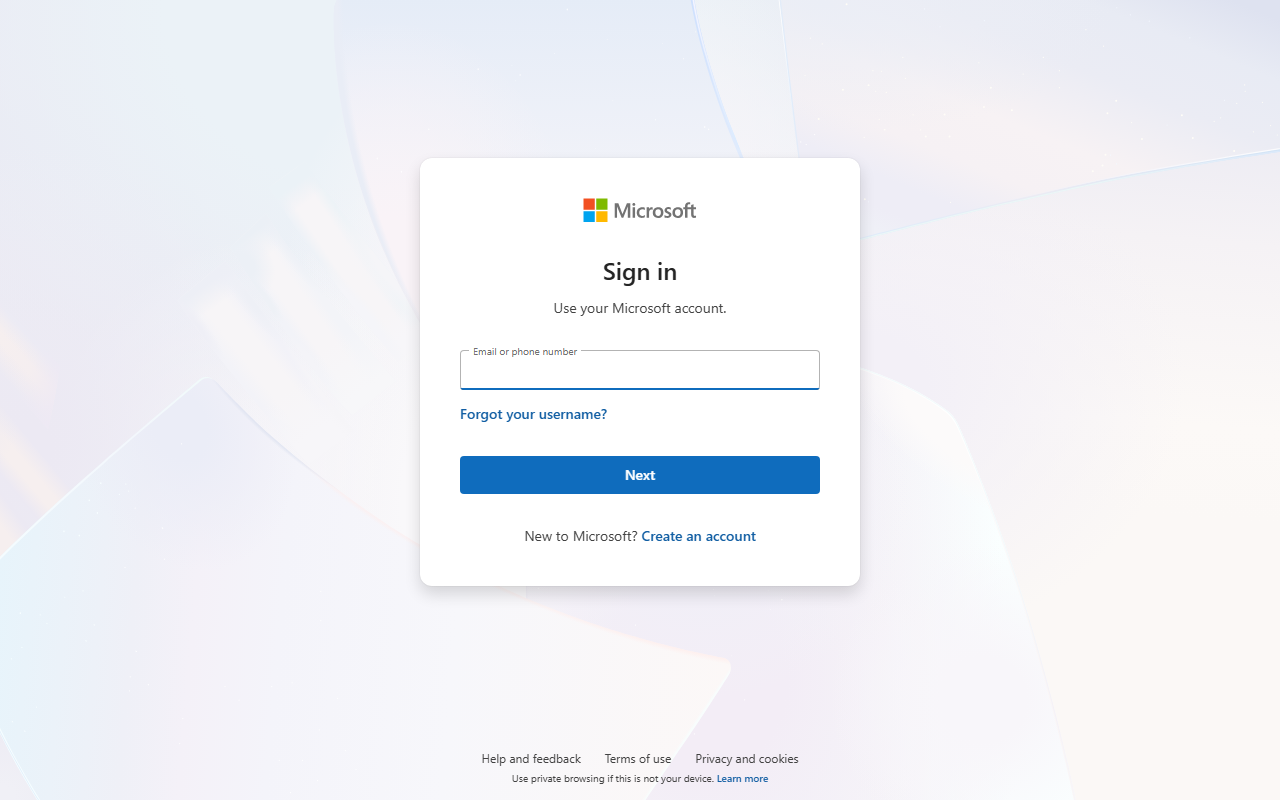 Microsoft
Sign in
Use your Microsoft account.
Email or phone number
Forgot your username?
Next
New to Microsoft? Create an account
Help and feedback Terms of use Privacy and cookies
Use private browsing if this is not your device. Learn more